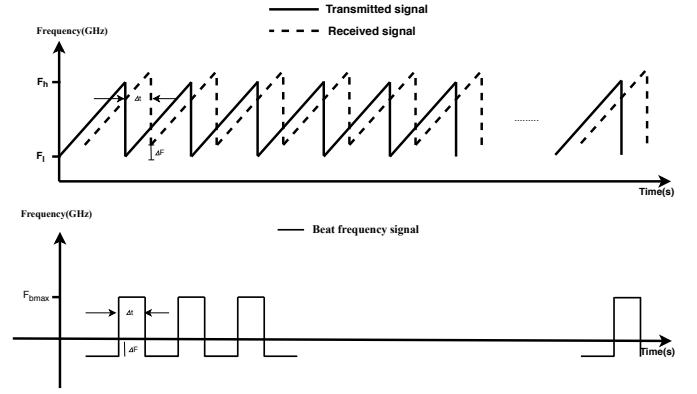 Transmitted signal
Received signal
Frequency(GHz)
Fh
Δt
Fl
ΔF
..........
Time(s)
Frequency(GHz)
Beat frequency signal
Fbmax
Δt
ΔF
Time(s)